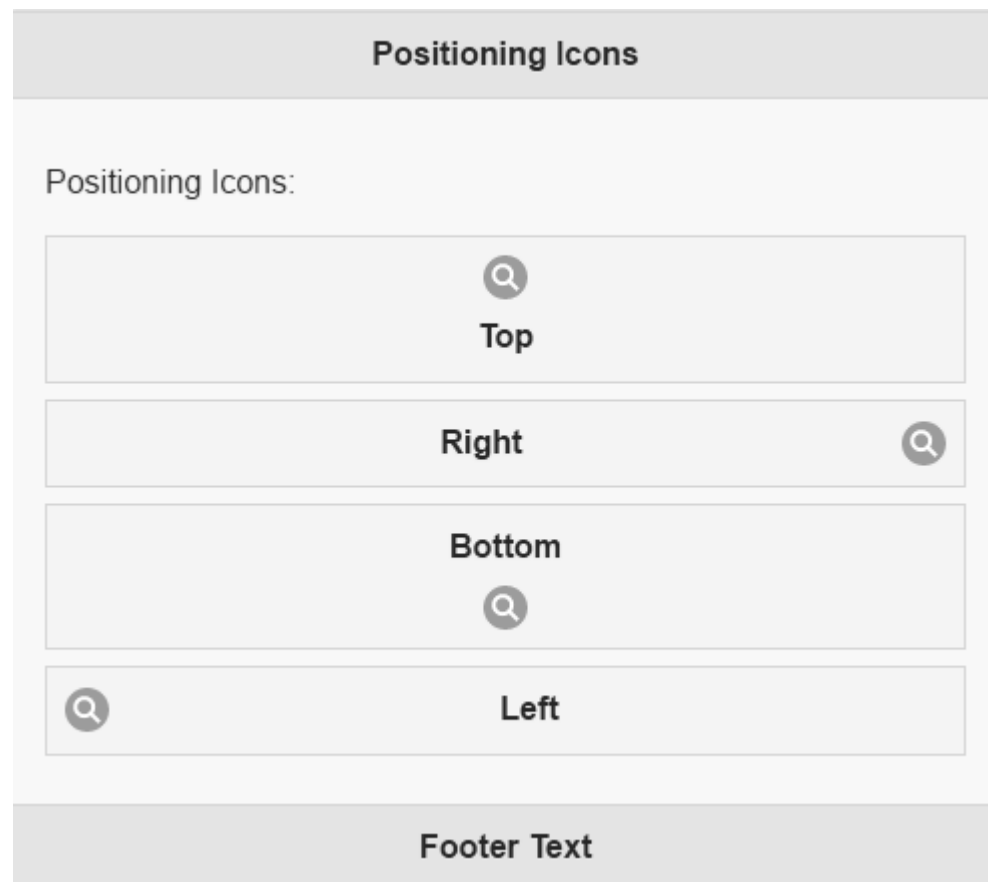 Positioning Icons
Positioning Icons:
Top
Right
Bottom
Left
Footer Text